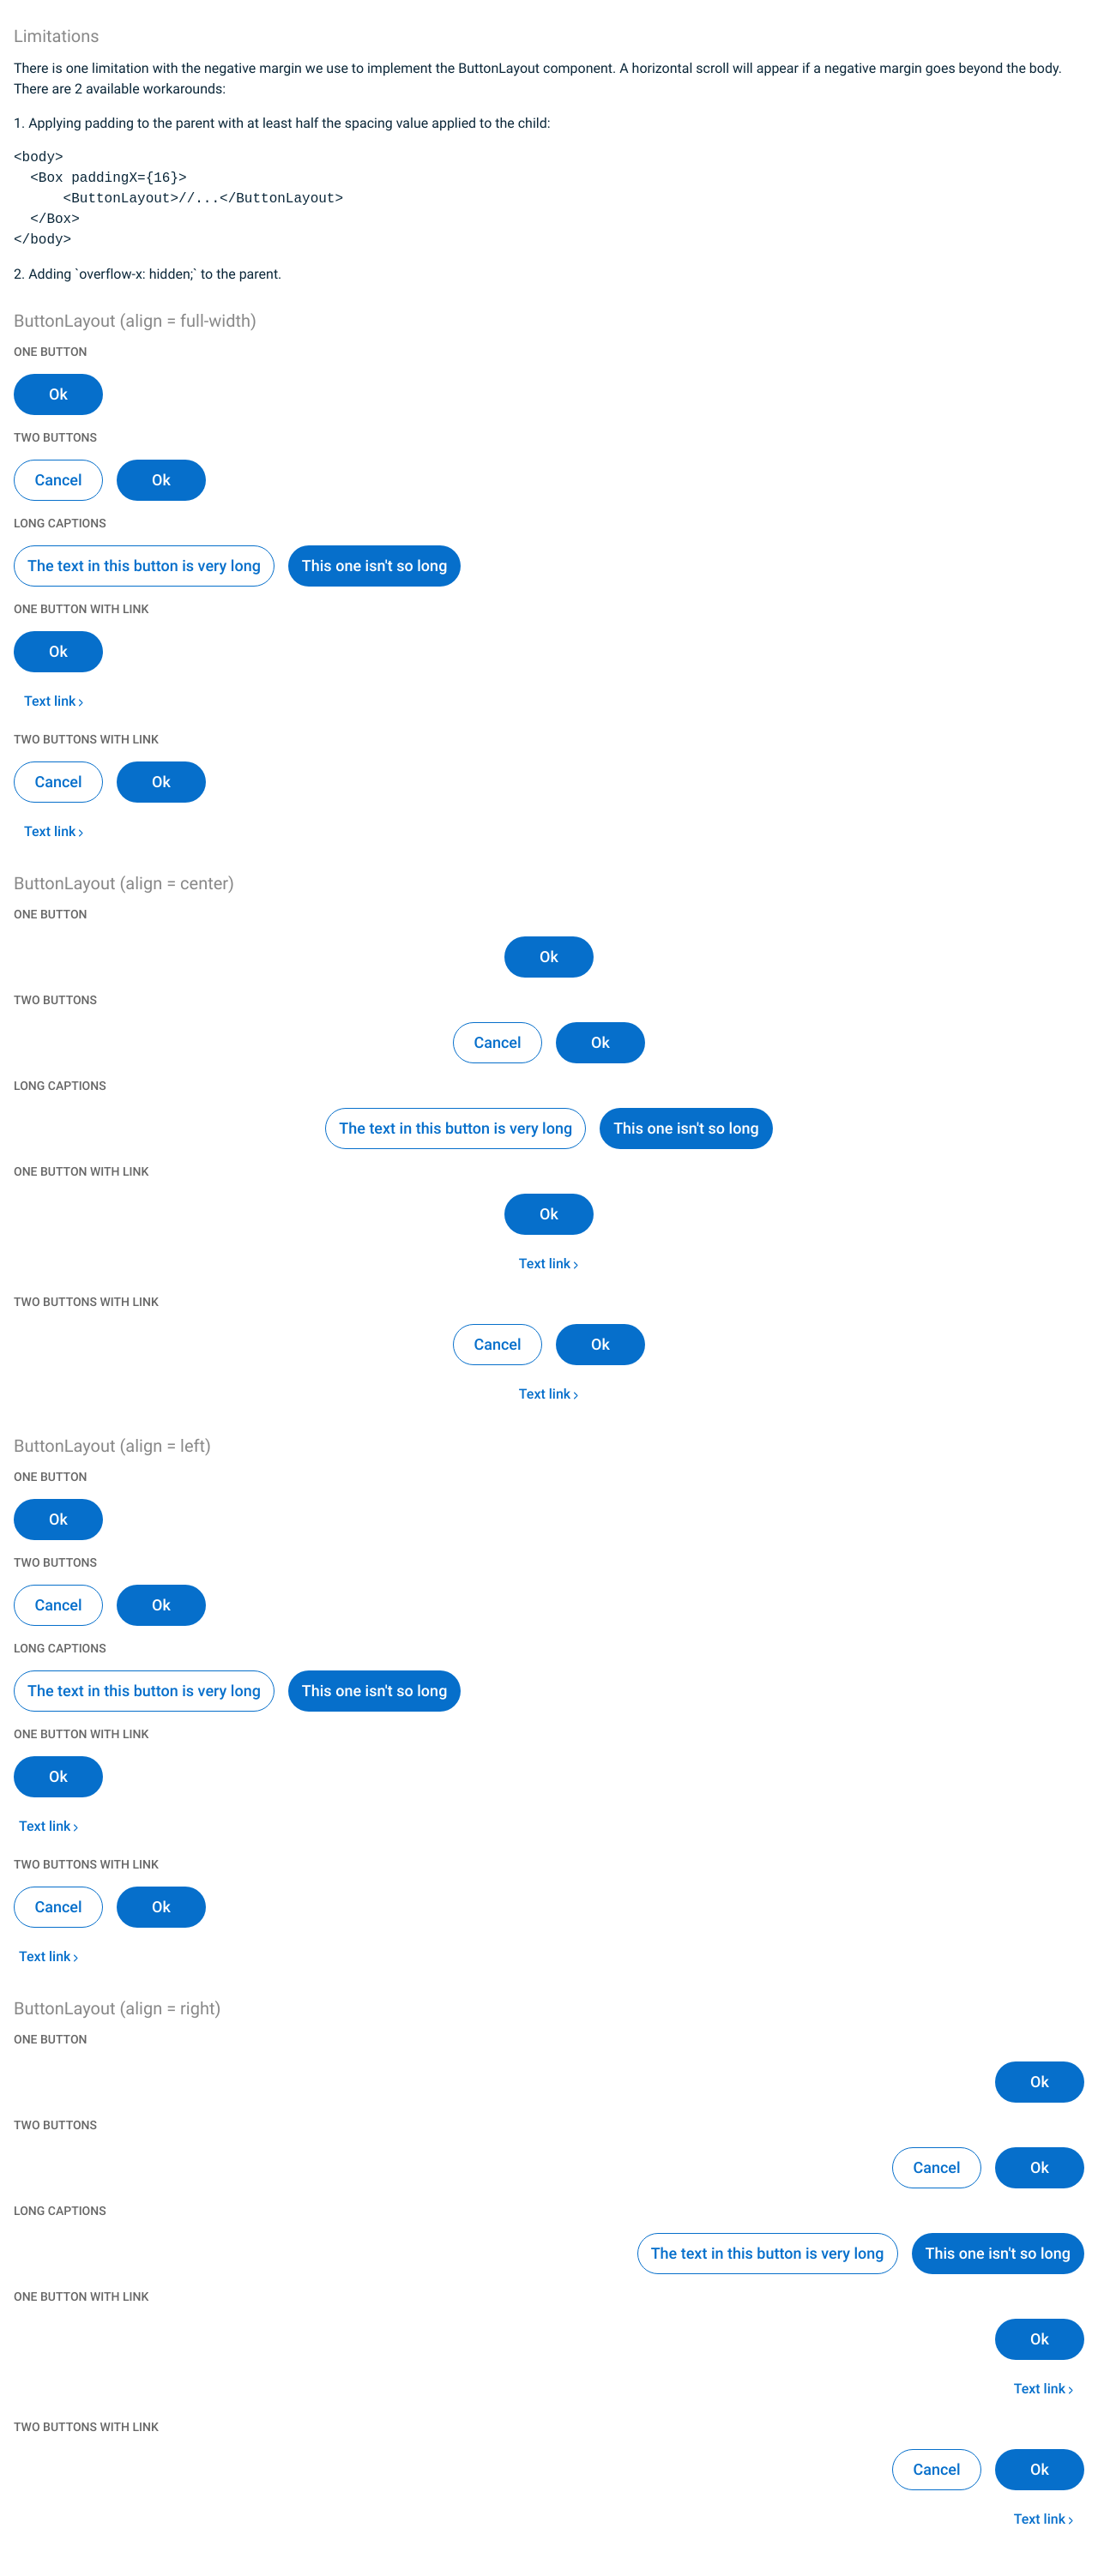 Limitations
There is one limitation with the negative margin we use to implement the ButtonLayout component. A horizontal scroll will appear if a negative margin goes beyond the body.
There are 2 available workarounds:
1. Applying padding to the parent with at least half the spacing value applied to the child:
<body>
  <Box paddingX={16}>
      <ButtonLayout>//...</ButtonLayout>
  </Box>
</body>
2. Adding `overflow-x: hidden;` to the parent.
ButtonLayout (align = full-width)
ONE BUTTON
Ok
TWO BUTTONS
Cancel Ok
LONG CAPTIONS
The text in this button is very long This one isn't so long
ONE BUTTON WITH LINK
Ok
Text link ›
TWO BUTTONS WITH LINK
Cancel Ok
Text link ›
ButtonLayout (align = center)
ONE BUTTON
Ok
TWO BUTTONS
Cancel Ok
LONG CAPTIONS
The text in this button is very long This one isn't so long
ONE BUTTON WITH LINK
Ok
Text link ›
TWO BUTTONS WITH LINK
Cancel Ok
Text link ›
ButtonLayout (align = left)
ONE BUTTON
Ok
TWO BUTTONS
Cancel Ok
LONG CAPTIONS
The text in this button is very long This one isn't so long
ONE BUTTON WITH LINK
Ok
Text link ›
TWO BUTTONS WITH LINK
Cancel Ok
Text link ›
ButtonLayout (align = right)
ONE BUTTON
Ok
TWO BUTTONS
Cancel Ok
LONG CAPTIONS
The text in this button is very long This one isn't so long
ONE BUTTON WITH LINK
Ok
Text link ›
TWO BUTTONS WITH LINK
Cancel Ok
Text link ›